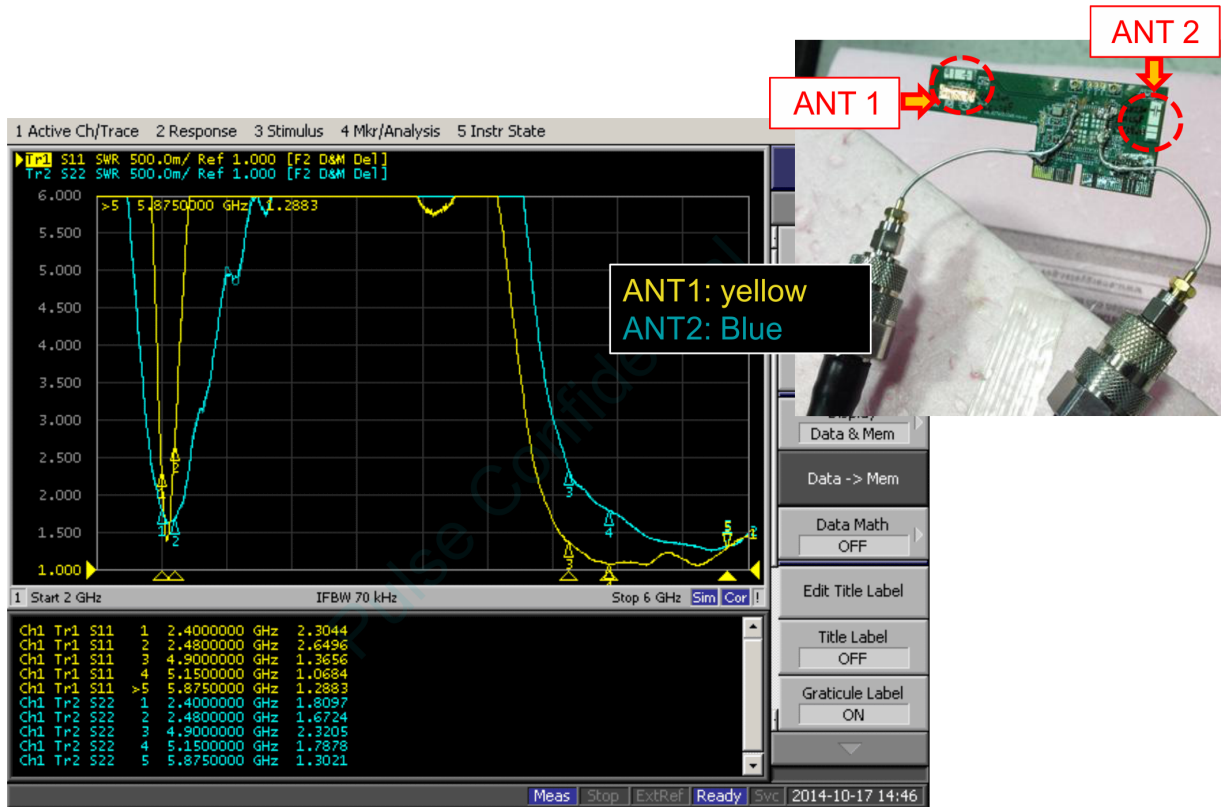 ANT 2
ANT 1
1 Active Ch/Trace 2 Response 3 Stimulus 4 Mkr/Analysis 5 Instr State
Tr1 S11 SWR 500.0m/ Ref 1.000 [F2 D&M Del]
Tr2 S22 SWR 500.0m/ Ref 1.000 [F2 D&M Del]
6.000
>5 5.8750000 GHz 1.2883
5.500
5.000
4.500
4.000
3.500
3.000
2.500
2.000
1.500
1.000
ANT1: yellow
ANT2: Blue
Pulse Confidential
1 Start 2 GHz IFBW 70 kHz Stop 6 GHz Sim Cor !
Ch1 Tr1 S11 1 2.4000000 GHz 2.3044
Ch1 Tr1 S11 2 2.4800000 GHz 2.6496
Ch1 Tr1 S11 3 4.9000000 GHz 1.3656
Ch1 Tr1 S11 4 5.1500000 GHz 1.0684
Ch1 Tr1 S11 >5 5.8750000 GHz 1.2883
Ch1 Tr2 S22 1 2.4000000 GHz 1.8097
Ch1 Tr2 S22 2 2.4800000 GHz 1.6724
Ch1 Tr2 S22 3 4.9000000 GHz 2.3205
Ch1 Tr2 S22 4 5.1500000 GHz 1.7878
Ch1 Tr2 S22 5 5.8750000 GHz 1.3021
Display
Data & Mem
Data -> Mem
Data Math
OFF
Edit Title Label
Title Label
OFF
Graticule Label
ON
Meas Stop ExtRef Ready Svc 2014-10-17 14:46